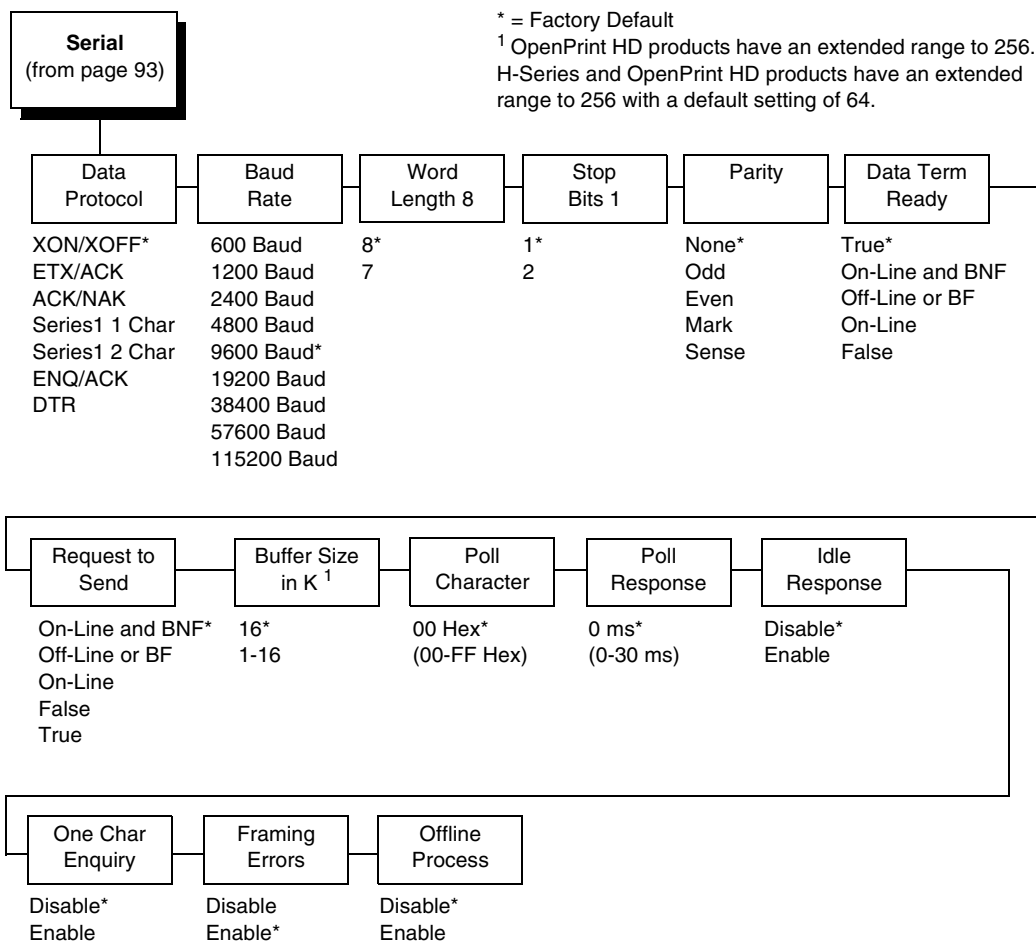 Serial
(from page 93)
* = Factory Default
1 OpenPrint HD products have an extended range to 256.
H-Series and OpenPrint HD products have an extended
range to 256 with a default setting of 64.
Data
Protocol
XON/XOFF*
ETX/ACK
ACK/NAK
Series1 1 Char
Series1 2 Char
ENQ/ACK
DTR
Baud
Rate
600 Baud
1200 Baud
2400 Baud
4800 Baud
9600 Baud*
19200 Baud
38400 Baud
57600 Baud
115200 Baud
Word
Length 8
8*
7
Stop
Bits 1
1*
2
Parity
None*
Odd
Even
Mark
Sense
Data Term
Ready
True*
On-Line and BNF
Off-Line or BF
On-Line
False
Request to
Send
On-Line and BNF*
Off-Line or BF
On-Line
False
True
Buffer Size
in K 1
16*
1-16
Poll
Character
00 Hex*
(00-FF Hex)
Poll
Response
0 ms*
(0-30 ms)
Idle
Response
Disable*
Enable
One Char
Enquiry
Disable*
Enable
Framing
Errors
Disable
Enable*
Offline
Process
Disable*
Enable